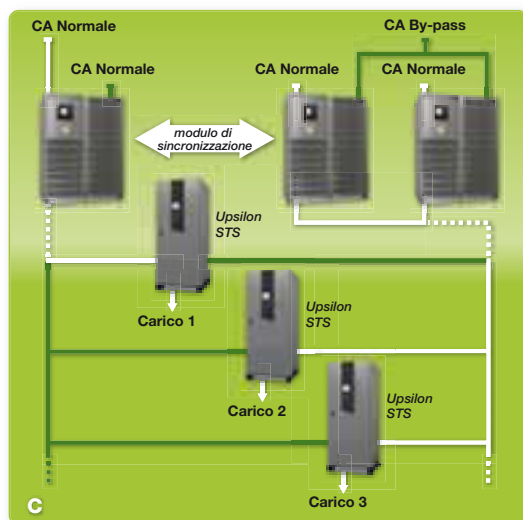 CA Normale
CA By-pass
CA Normale
CA Normale
CA Normale
modulo di
sincronizzazione
Upsilon
STS
Carico 1
Upsilon
STS
Carico 2
Upsilon
STS
Carico 3
C